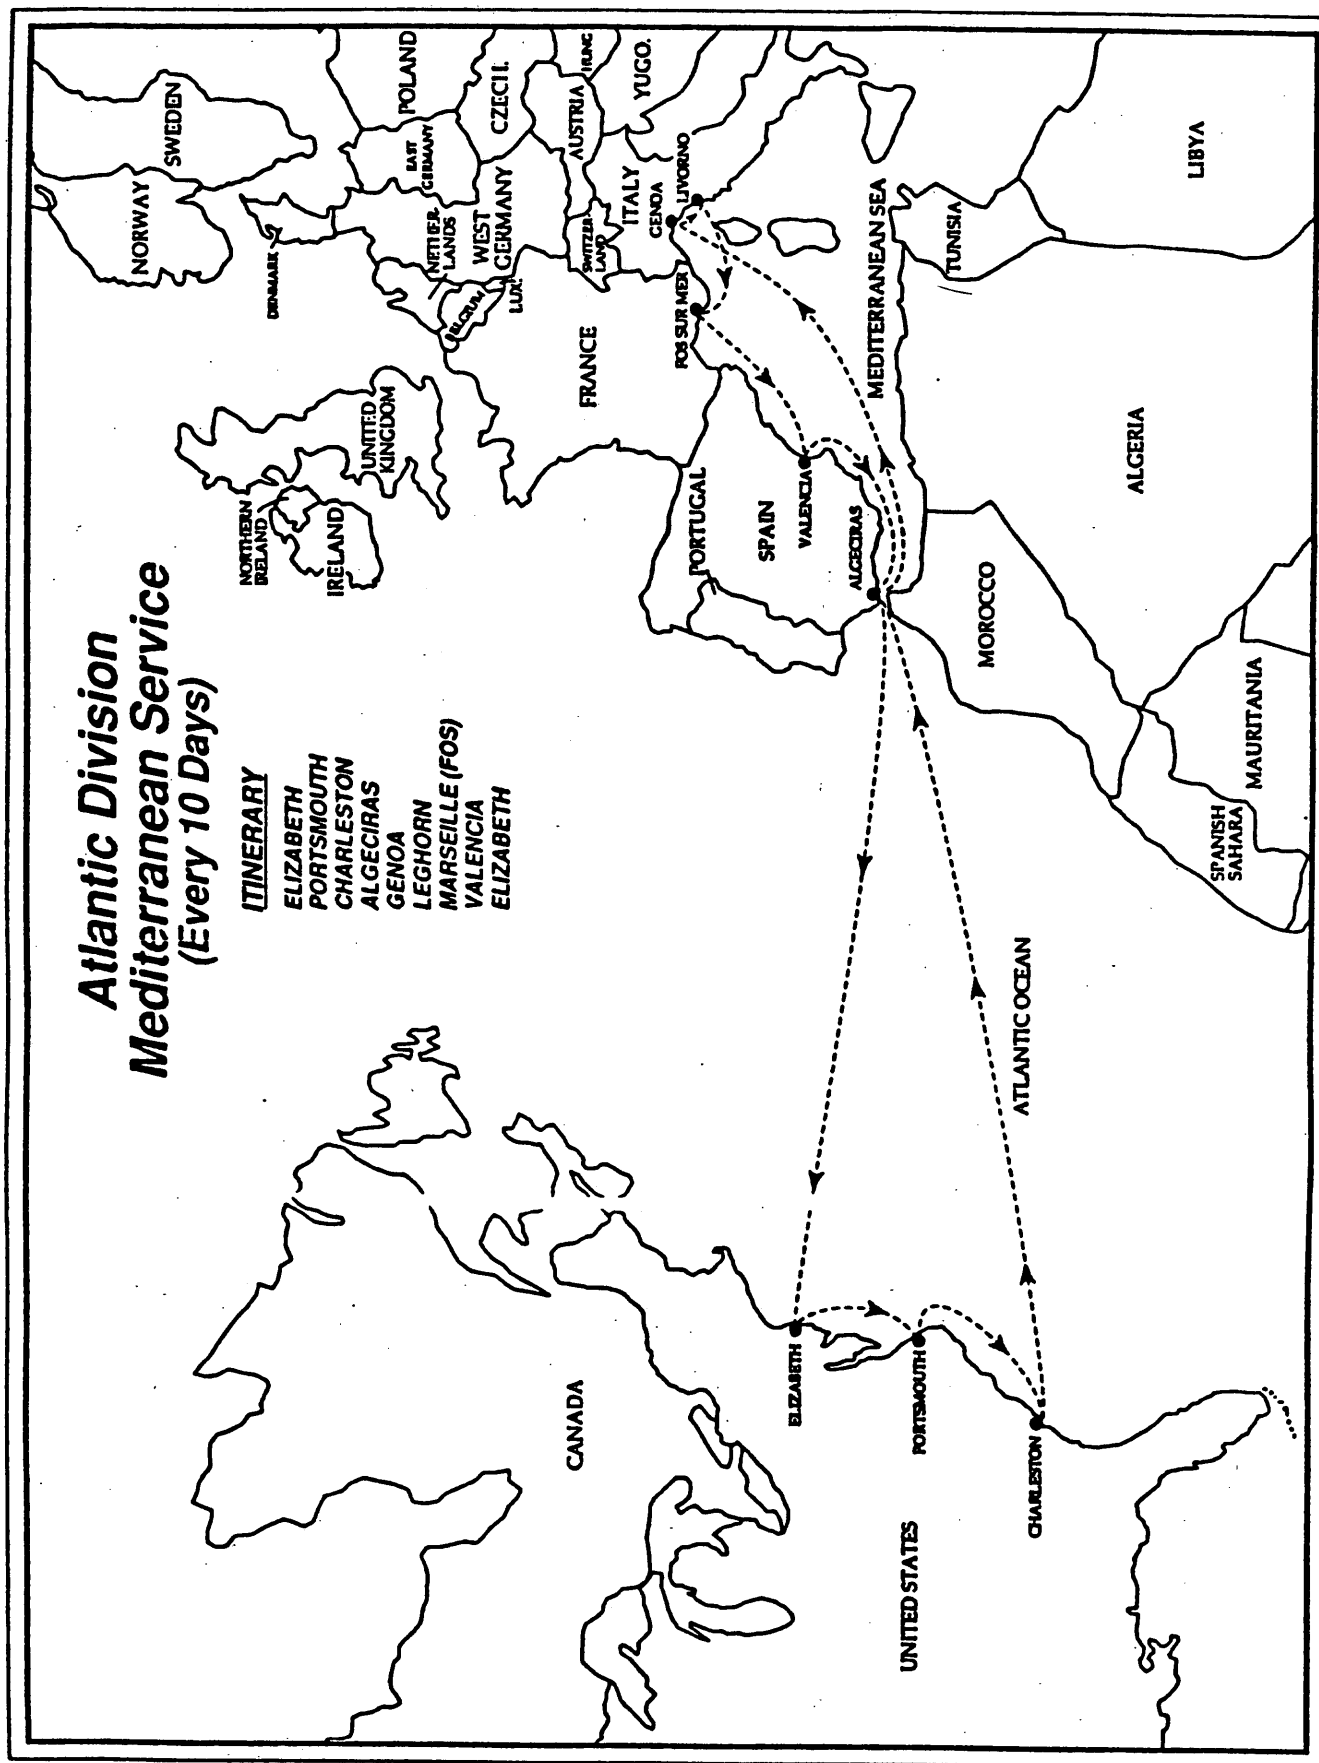 Atlantic Division
Mediterranean Service
(Every 10 Days)
ITINERARY
ELIZABETH
PORTSMOUTH
CHARLESTON
ALGECIRAS
GENOA
LEGHORN
MARSEILLE (FOS)
VALENCIA
ELIZABETH
CANADA
UNITED STATES
ELIZABETH
PORTSMOUTH
CHARLESTON
ATLANTIC OCEAN
NORTHERN
IRELAND
IRELAND
UNITED
KINGDOM
NORWAY
SWEDEN
DENMARK
NETHER-
LANDS
BELGIUM
LUX.
WEST
GERMANY
EAST
GERMANY
POLAND
CZECH.
AUSTRIA
HUNG
YUGO.
SWITZER-
LAND
ITALY
GENOA
LIVORNO
FRANCE
FOS SUR MER
PORTUGAL
SPAIN
VALENCIA
ALGECIRAS
MEDITERRANEAN SEA
TUNISIA
LIBYA
ALGERIA
MOROCCO
MAURITANIA
SPANISH
SAHARA